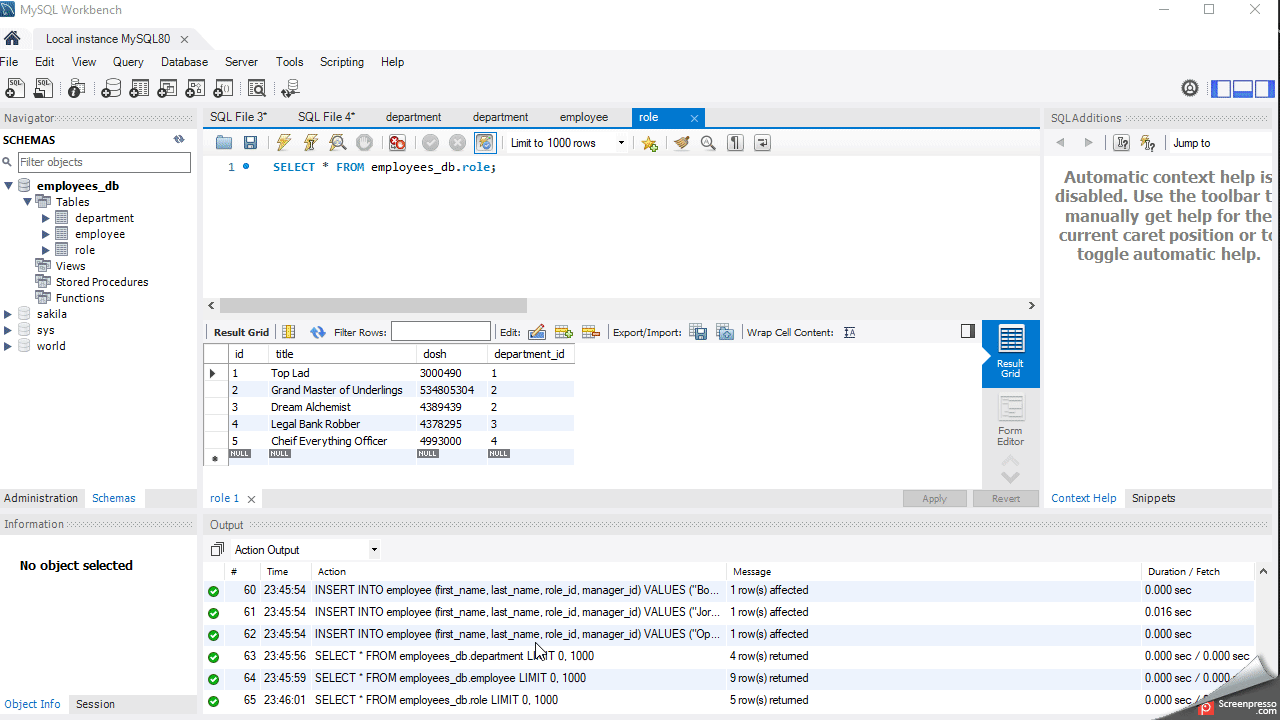 MySQL Workbench
Local instance MySQL80
File Edit View Query Database Server Tools Scripting Help
Navigator
SCHEMAS
Filter objects
employees_db
Tables
department
employee
role
Views
Stored Procedures
Functions
sakila
sys
world
Administration Schemas
Information
No object selected
Object Info Session
SQL File 3* SQL File 4* department department employee role
Limit to 1000 rows
1 SELECT * FROM employees_db.role;
Result Grid Filter Rows: Edit: Export/Import: Wrap Cell Content:
id title dosh department_id
1 Top Lad 3000490 1
2 Grand Master of Underlings 534805304 2
3 Dream Alchemist 4389439 2
4 Legal Bank Robber 4378295 3
5 Cheif Everything Officer 4993000 4
NULL NULL NULL NULL
Result
Grid
Form
Editor
role 1 Apply Revert
SQLAdditions
Jump to
Automatic context help is
disabled. Use the toolbar t
manually get help for the
current caret position or to
toggle automatic help.
Context Help Snippets
Output
Action Output
# Time Action Message Duration / Fetch
60 23:45:54 INSERT INTO employee (first_name, last_name, role_id, manager_id) VALUES ("Bo... 1 row(s) affected 0.000 sec
61 23:45:54 INSERT INTO employee (first_name, last_name, role_id, manager_id) VALUES ("Jor... 1 row(s) affected 0.016 sec
62 23:45:54 INSERT INTO employee (first_name, last_name, role_id, manager_id) VALUES ("Op... 1 row(s) affected 0.000 sec
63 23:45:56 SELECT * FROM employees_db.department LIMIT 0, 1000 4 row(s) returned 0.000 sec / 0.000 sec
64 23:45:59 SELECT * FROM employees_db.employee LIMIT 0, 1000 9 row(s) returned 0.000 sec / 0.000
65 23:46:01 SELECT * FROM employees_db.role LIMIT 0, 1000 5 row(s) returned 0.000 sec / 0.0
Screenpresso
.com